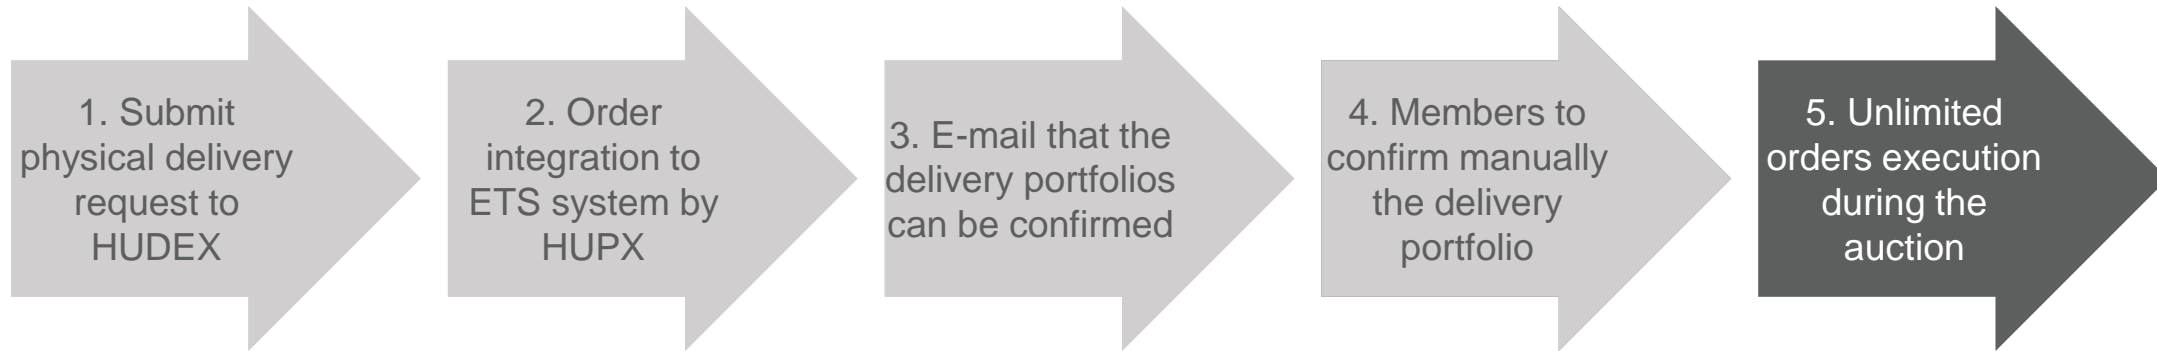 1. Submit
physical delivery
request to
HUDEX
2. Order
integration to
ETS system by
HUPX
3. E-mail that the
delivery portfolios
can be confirmed
4. Members to
confirm manually
the delivery
portfolio
5. Unlimited
orders execution
during the
auction